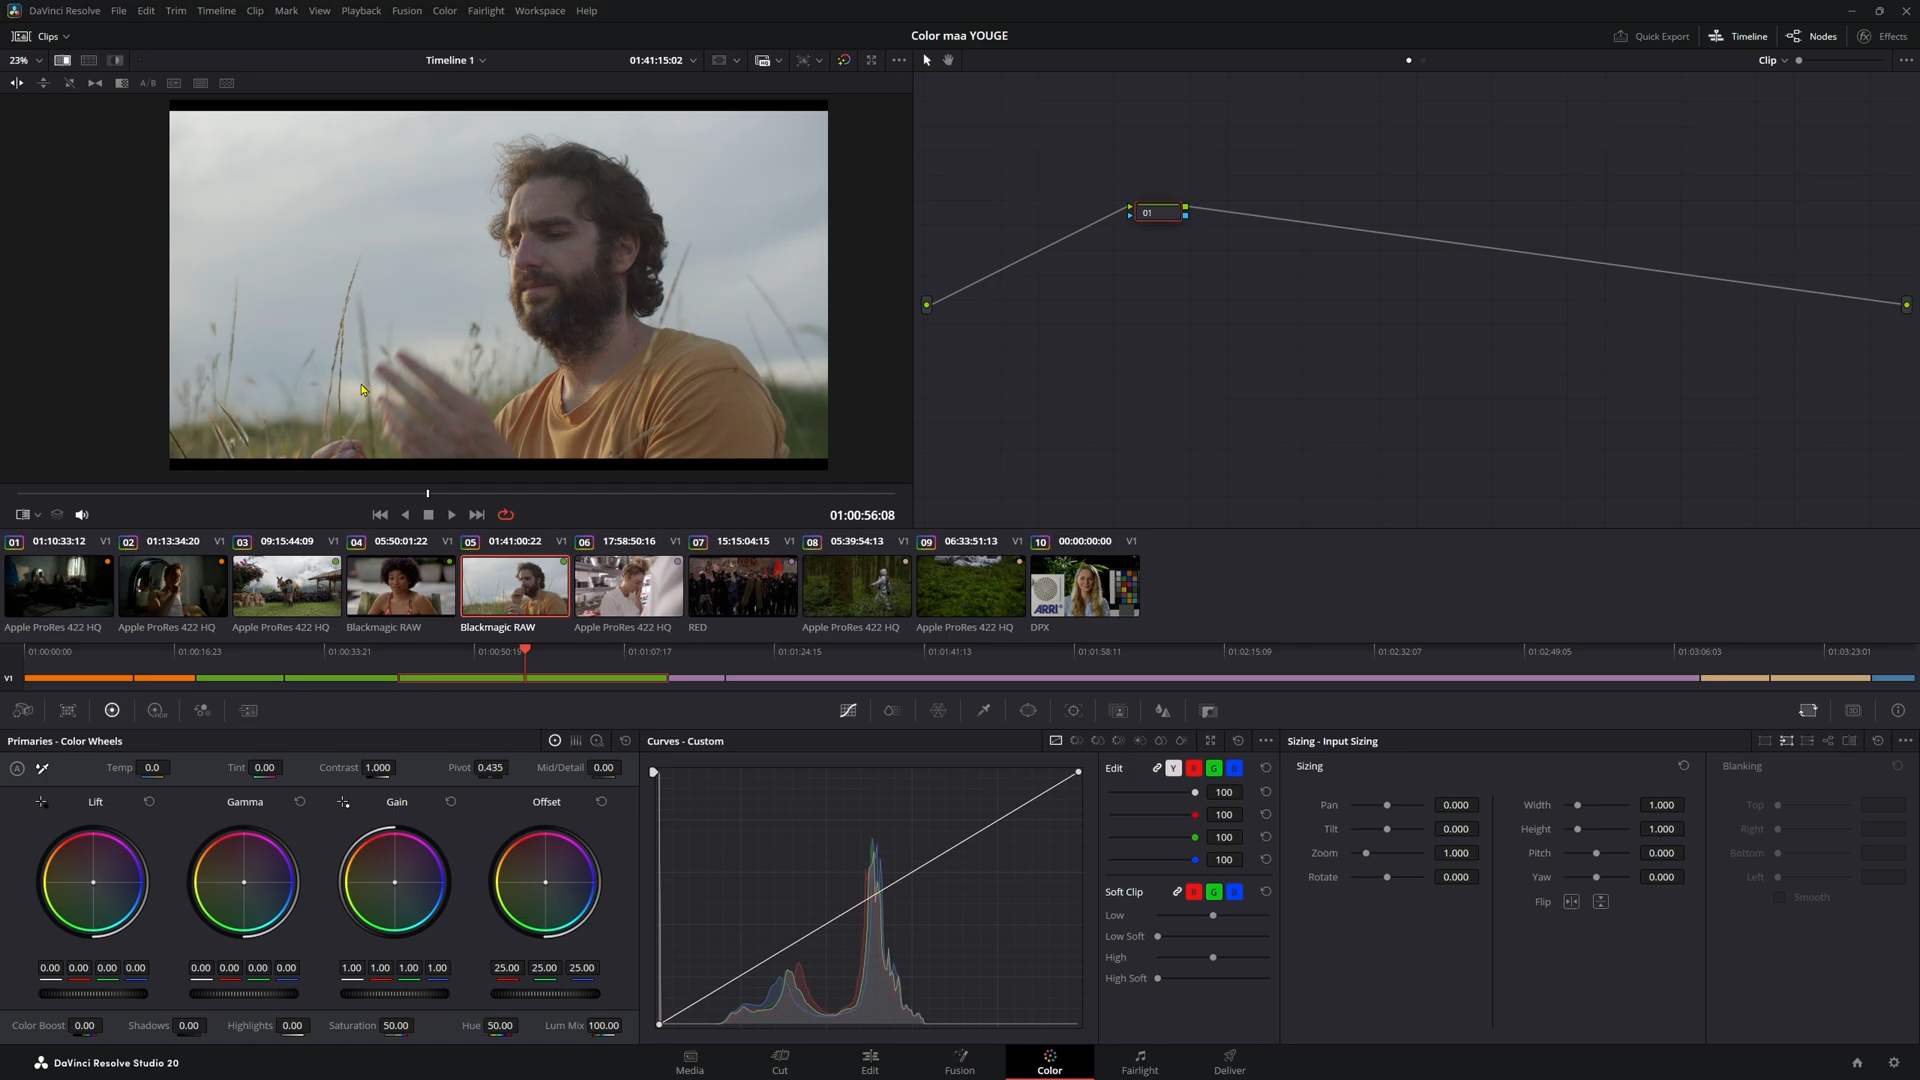 DaVinci Resolve File Edit Trim Timeline Clip Mark View Playback Fusion Color Fairlight Workspace Help
Clips Color maa YOUGE Quick Export Timeline Nodes Effects
23% Timeline 1 01:41:15:02 Clip
A/B
01
01:00:56:08
01 01:10:33:12 V1 02 01:13:34:20 V1 03 09:15:44:09 V1 04 05:50:01:22 V1 05 01:41:00:22 V1 06 17:58:50:16 V1 07 15:15:04:15 V1 08 05:39:54:13 V1 09 06:33:51:13 V1 10 00:00:00:00 V1
ARRI
Apple ProRes 422 HQ Apple ProRes 422 HQ Apple ProRes 422 HQ Blackmagic RAW Blackmagic RAW Apple ProRes 422 HQ RED Apple ProRes 422 HQ Apple ProRes 422 HQ DPX
01:00:00:00 01:00:16:23 01:00:33:21 01:00:50:19 01:01:07:17 01:01:24:15 01:01:41:13 01:01:58:11 01:02:15:09 01:02:32:07 01:02:49:05 01:03:06:03 01:03:23:01
V1
HDR 3D
Primaries - Color Wheels Curves - Custom Sizing - Input Sizing
A Temp 0.0 Tint 0.00 Contrast 1.000 Pivot 0.435 Mid/Detail 0.00 Edit Y R G B Sizing Blanking
Lift Gamma Gain Offset
100
100
100
100
Pan 0.000 Width 1.000 Top
Tilt 0.000 Height 1.000 Right
Zoom 1.000 Pitch 0.000 Bottom
Rotate 0.000 Yaw 0.000 Left
Soft Clip R G B Flip Smooth
Low
Low Soft
High
High Soft
0.00 0.00 0.00 0.00 0.00 0.00 0.00 0.00 1.00 1.00 1.00 1.00 25.00 25.00 25.00
Color Boost 0.00 Shadows 0.00 Highlights 0.00 Saturation 50.00 Hue 50.00 Lum Mix 100.00
DaVinci Resolve Studio 20 Media Cut Edit Fusion Color Fairlight Deliver